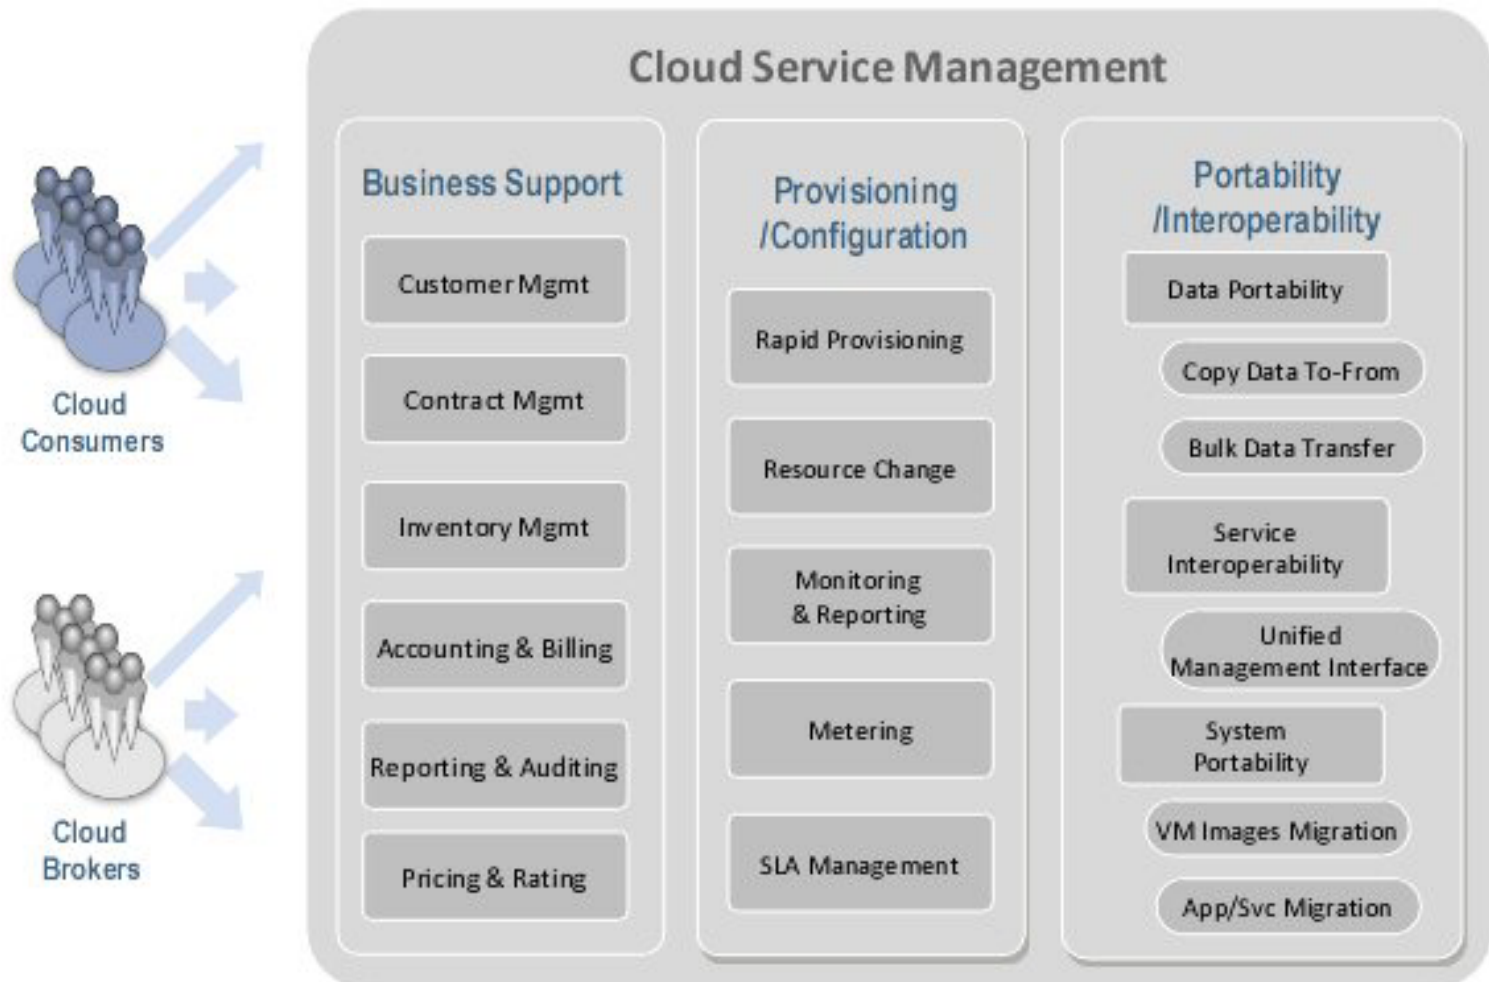 Cloud Service Management
Cloud
Consumers
Cloud
Brokers
Business Support
Customer Mgmt
Contract Mgmt
Inventory Mgmt
Accounting & Billing
Reporting & Auditing
Pricing & Rating
Provisioning
/Configuration
Rapid Provisioning
Resource Change
Monitoring
& Reporting
Metering
SLA Management
Portability
/Interoperability
Data Portability
Copy Data To-From
Bulk Data Transfer
Service
Interoperability
Unified
Management Interface
System
Portability
VM Images Migration
App/Svc Migration